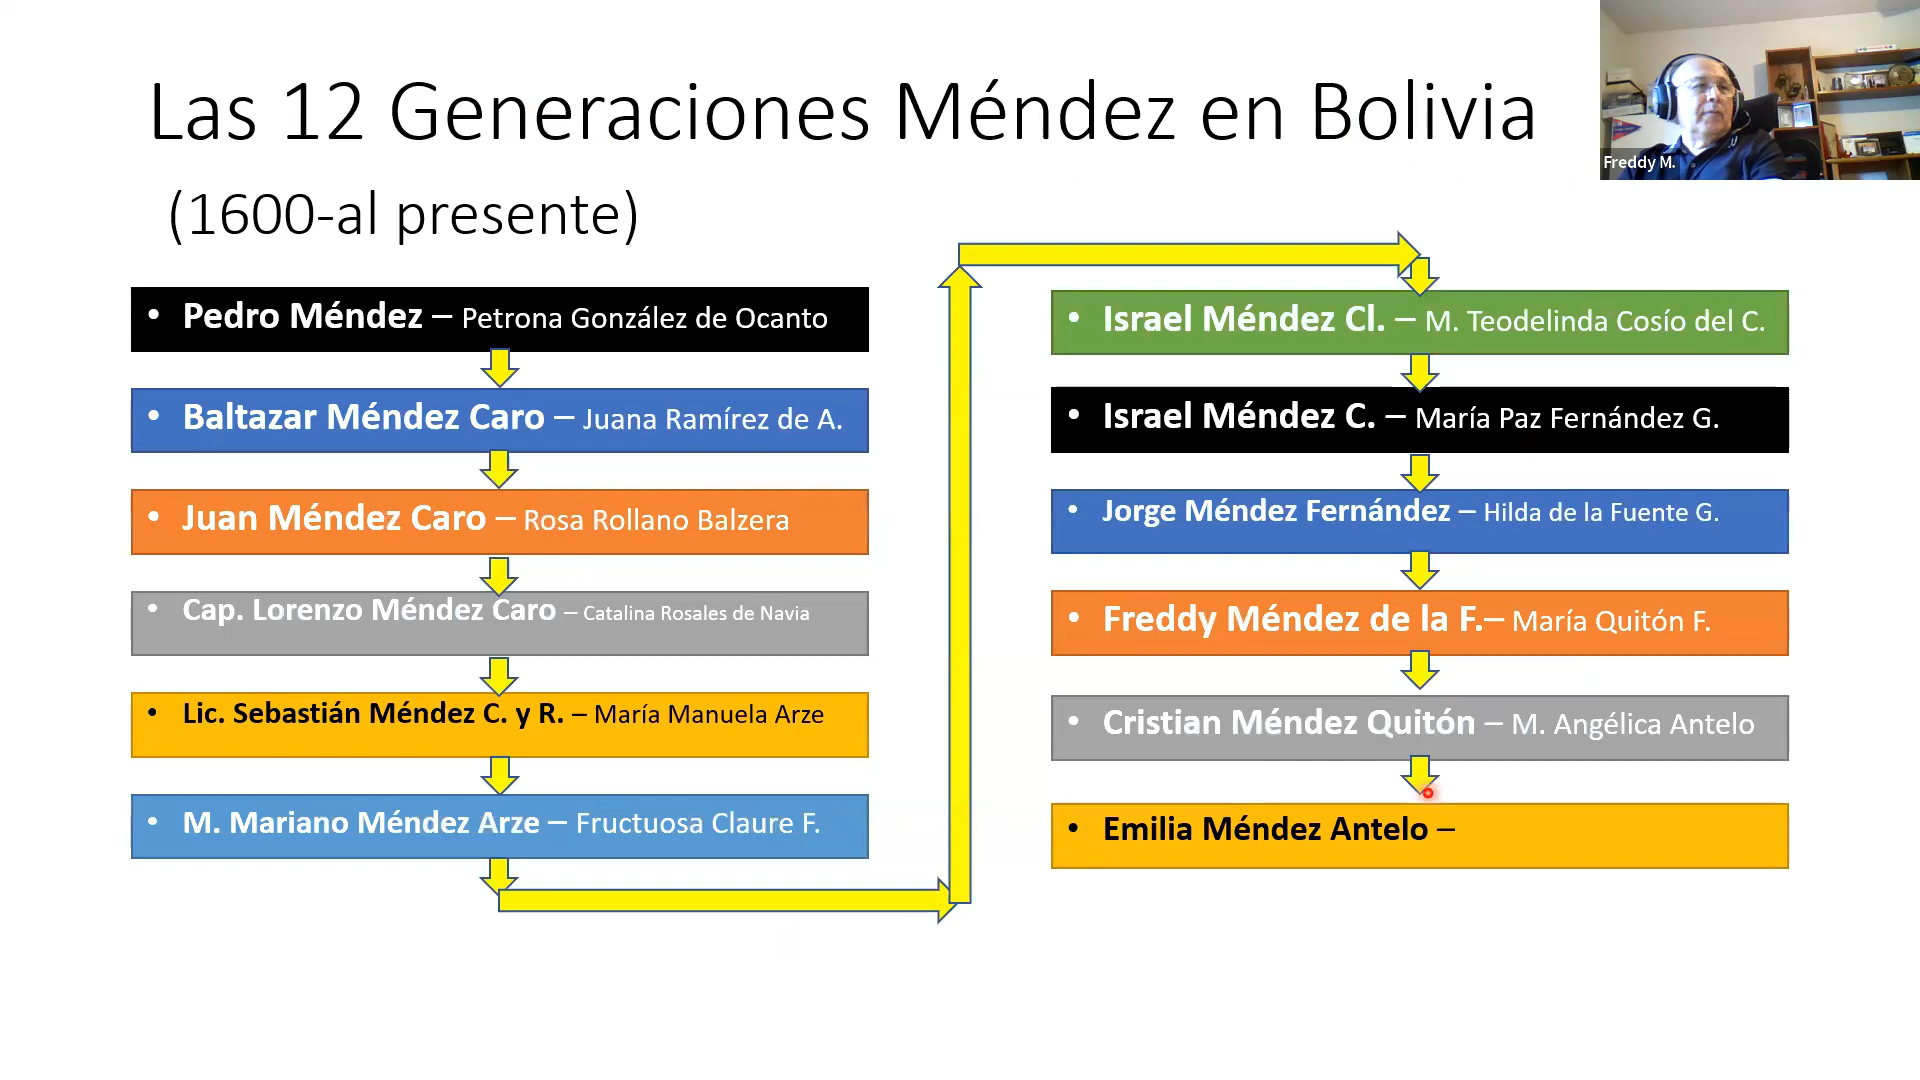 Las 12 Generaciones Méndez en Bolivia
(1600-al presente)
Freddy M.
• Pedro Méndez – Petrona González de Ocanto
• Baltazar Méndez Caro – Juana Ramírez de A.
• Juan Méndez Caro – Rosa Rollano Balzera
• Cap. Lorenzo Méndez Caro – Catalina Rosales de Navia
• Lic. Sebastián Méndez C. y R. – María Manuela Arze
• M. Mariano Méndez Arze – Fructuosa Claure F.
• Israel Méndez Cl. – M. Teodelinda Cosío del C.
• Israel Méndez C. – María Paz Fernández G.
• Jorge Méndez Fernández – Hilda de la Fuente G.
• Freddy Méndez de la F.– María Quitón F.
• Cristian Méndez Quitón – M. Angélica Antelo
• Emilia Méndez Antelo –